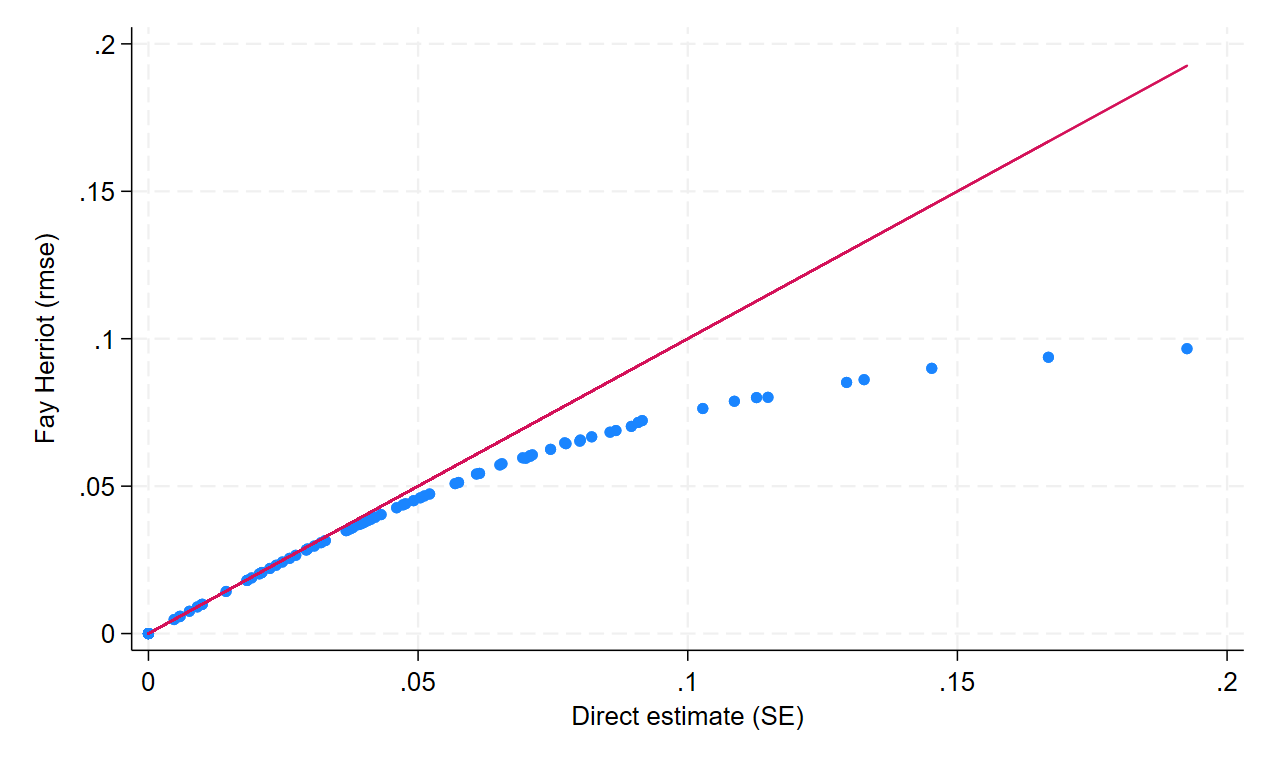 .2
.15
.1
.05
0
Fay Herriot (rmse)
0 .05 .1 .15 .2
Direct estimate (SE)